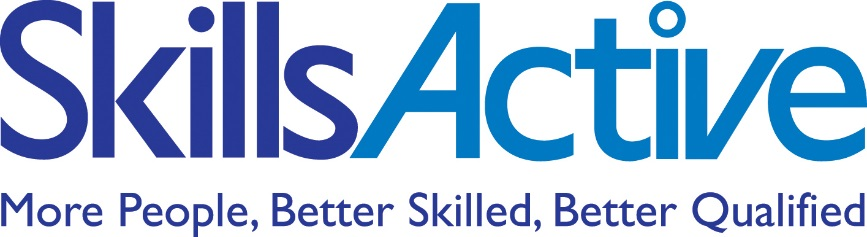 SkillsActive
More People, Better Skilled, Better Qualified